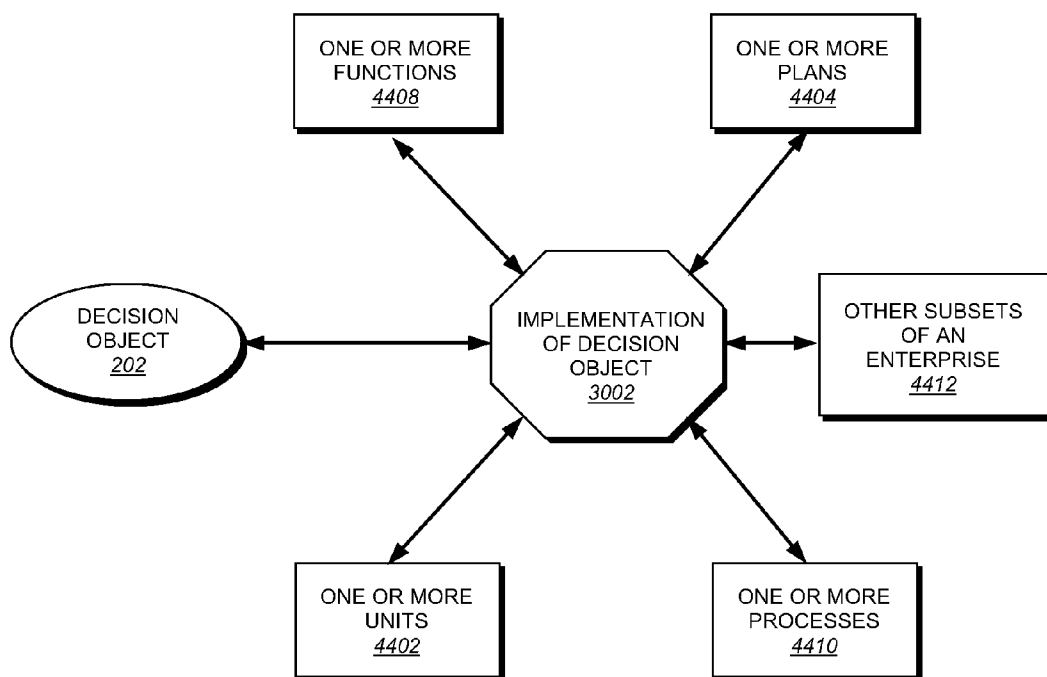 ONE OR MORE
FUNCTIONS
4408
ONE OR MORE
PLANS
4404
DECISION
OBJECT
202
IMPLEMENTATION
OF DECISION
OBJECT
3002
OTHER SUBSETS
OF AN
ENTERPRISE
4412
ONE OR MORE
UNITS
4402
ONE OR MORE
PROCESSES
4410